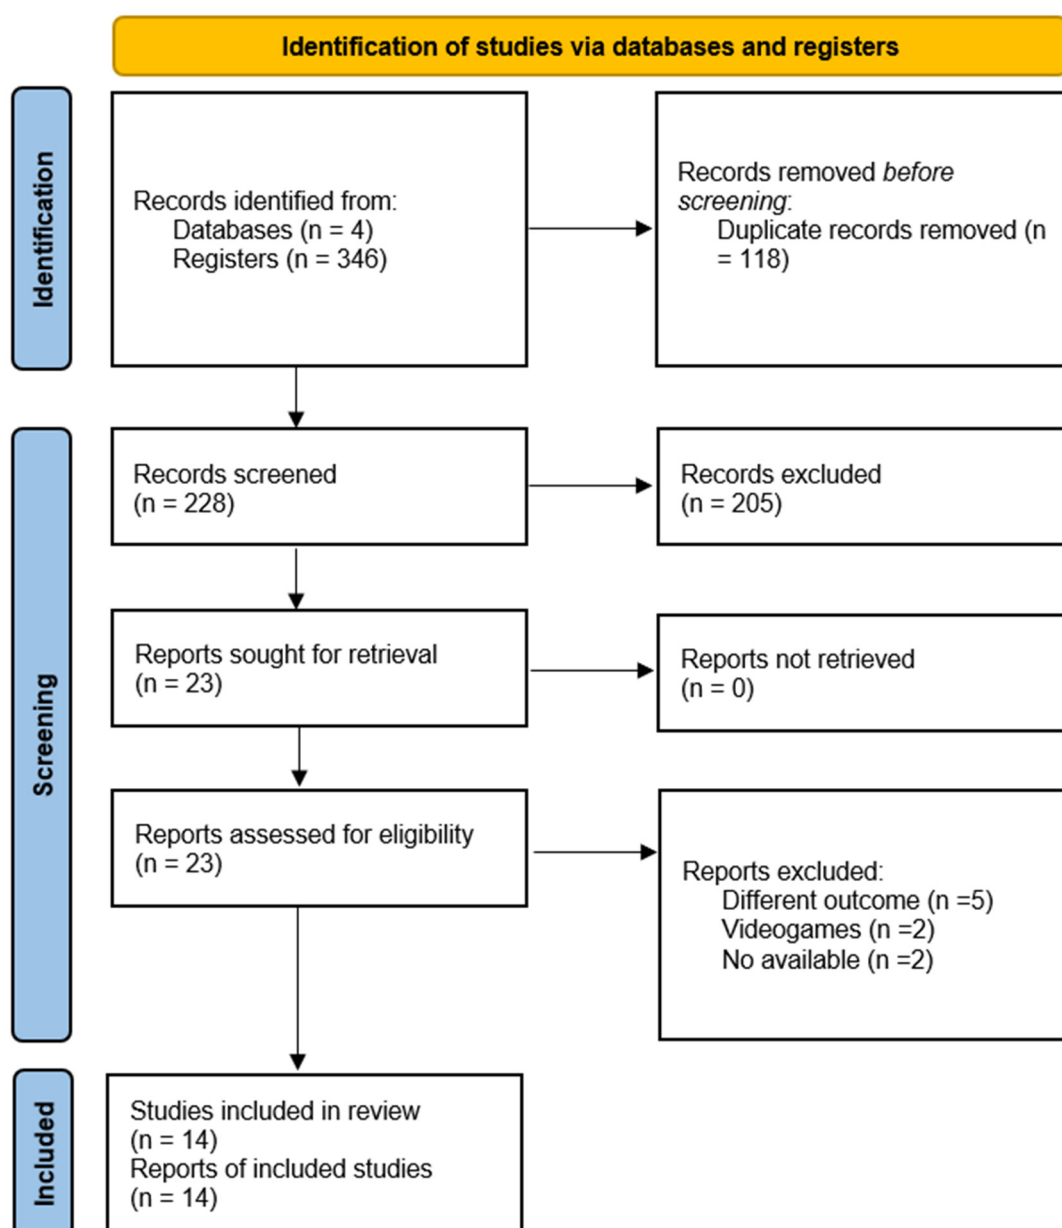 Identification of studies via databases and registers
Identification
Records identified from:
Databases (n = 4)
Registers (n = 346)
Records removed before
screening:
Duplicate records removed (n
= 118)
Screening
Records screened
(n = 228)
Records excluded
(n = 205)
Reports sought for retrieval
(n = 23)
Reports not retrieved
(n = 0)
Reports assessed for eligibility
(n = 23)
Reports excluded:
Different outcome (n =5)
Videogames (n =2)
No available (n =2)
Included
Studies included in review
(n = 14)
Reports of included studies
(n = 14)